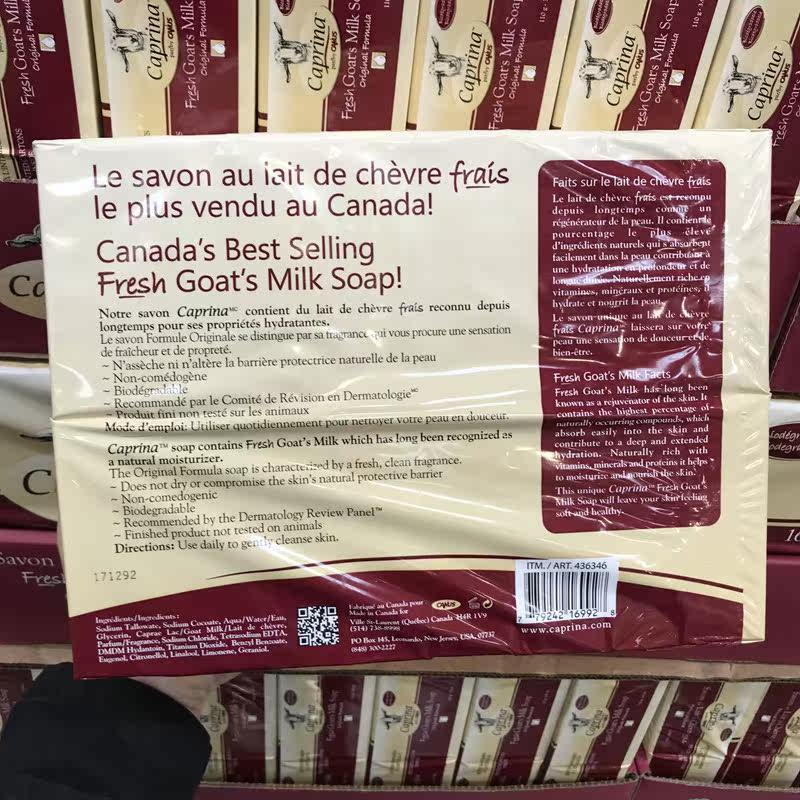 Caprina
Fresh Goat's Milk Soap
Original Formula
Le savon au lait de chèvre frais
le plus vendu au Canada!
Canada's Best Selling
Fresh Goat's Milk Soap!
Notre savon Caprina MC contient du lait de chèvre frais reconnu depuis
longtemps pour ses propriétés hydratantes.
Le savon Formule Originale se distingue par sa fragrance qui vous procure une sensation
de fraîcheur et de propreté.
~ N'assèche ni n'altère la barrière protectrice naturelle de la peau
~ Non-comédogène
~ Biodégradable
~ Recommandé par le Comité de Révision en Dermatologie MC
~ Produit fini non testé sur les animaux
Mode d'emploi: Utiliser quotidiennement pour nettoyer votre peau en douceur.
Caprina™ soap contains Fresh Goat's Milk which has long been recognized as
a natural moisturizer.
The Original Formula soap is characterized by a fresh, clean fragrance.
~ Does not dry or compromise the skin's natural protective barrier
~ Non-comedogenic
~ Biodegradable
~ Recommended by the Dermatology Review Panel™
~ Finished product not tested on animals
Directions: Use daily to gently cleanse skin.
171292
Faits sur le lait de chèvre frais
Le lait de chèvre frais est reconnu
depuis longtemps comme un
régénérateur de la peau. Il contient le
pourcentage le plus élevé
d'ingrédients naturels qui s'absorbent
facilement dans la peau contribuant à
une hydratation en profondeur et de
longue durée. Naturellement riche en
vitamines, minéraux et protéines, il
hydrate et nourrit la peau.
Le savon unique au lait de chèvre
frais Caprina laissera sur votre
peau une sensation de douceur et de
bien-être.
Fresh Goat's Milk Facts
Fresh Goat's Milk has long been
known as a rejuvenator of the skin. It
contains the highest percentage of
naturally occurring compounds, which
absorb easily into the skin and
contribute to a deep and extended
hydration. Naturally rich with
vitamins, minerals and proteins it helps
to moisturize and nourish the skin.
This unique Caprina™ Fresh Goat's
Milk Soap will leave your skin feeling
soft and healthy.
Ingrédients/Ingredients:
Sodium Tallowate, Sodium Cocoate, Aqua/Water/Eau,
Glycerin, Caprae Lac/Goat Milk/Lait de chèvre,
Parfum/Fragrance, Sodium Chloride, Tetrasodium EDTA,
DMDM Hydantoin, Titanium Dioxide, Benzyl Benzoate,
Eugenol, Citronellol, Linalool, Limonene, Geraniol.
Fabriqué au Canada pour
Made in Canada for
CANUS
Ville St-Laurent (Québec) Canada H4R 1V9
(514) 738-8998
PO Box 145, Leonardo, New Jersey, USA, 07737
(848) 300-2227
ITM. / ART. 436346
7 79242 16992 8
www.caprina.com